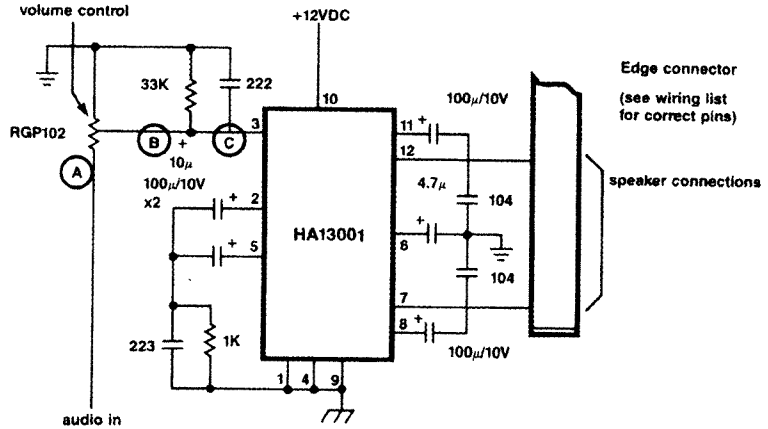 volume control
+12VDC
33K
222
Edge connector
(see wiring list
for correct pins)
100µ/10V
RGP102
B
C
3
10
11
+
12
+
10µ
A
100µ/10V
x2
+
2
4.7µ
104
speaker connections
HA13001
+
5
+
6
104
7
8
+
223
1K
100µ/10V
1
4
9
audio in